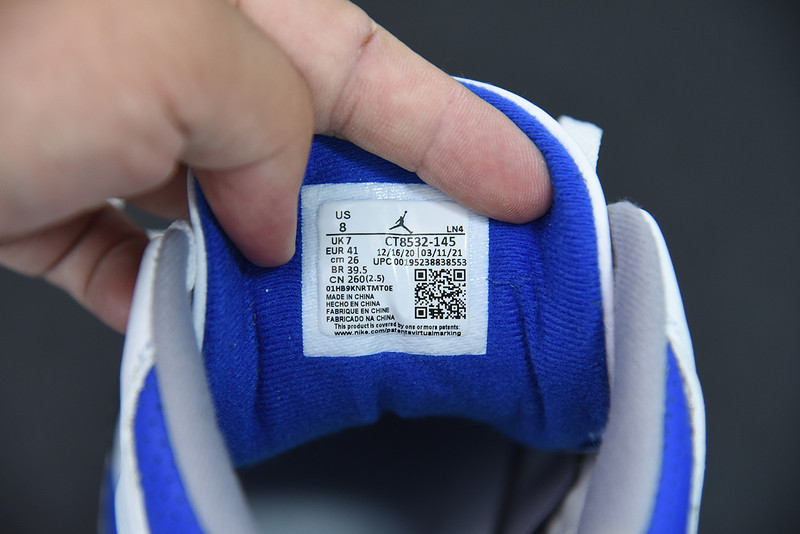 US
8
LN4
UK 7
EUR 41
cm 26
BR 39.5
CN 260(2.5)
CT8532-145
12/16/20 | 03/11/21
UPC 00195238838553
01HB9KNRTMT0E
MADE IN CHINA
HECHO EN CHINA
FABRIQUE EN CHINE
FABRICADO NA CHINA
This product is covered by one or more patents:
www.nike.com/patentsvirtualmarking